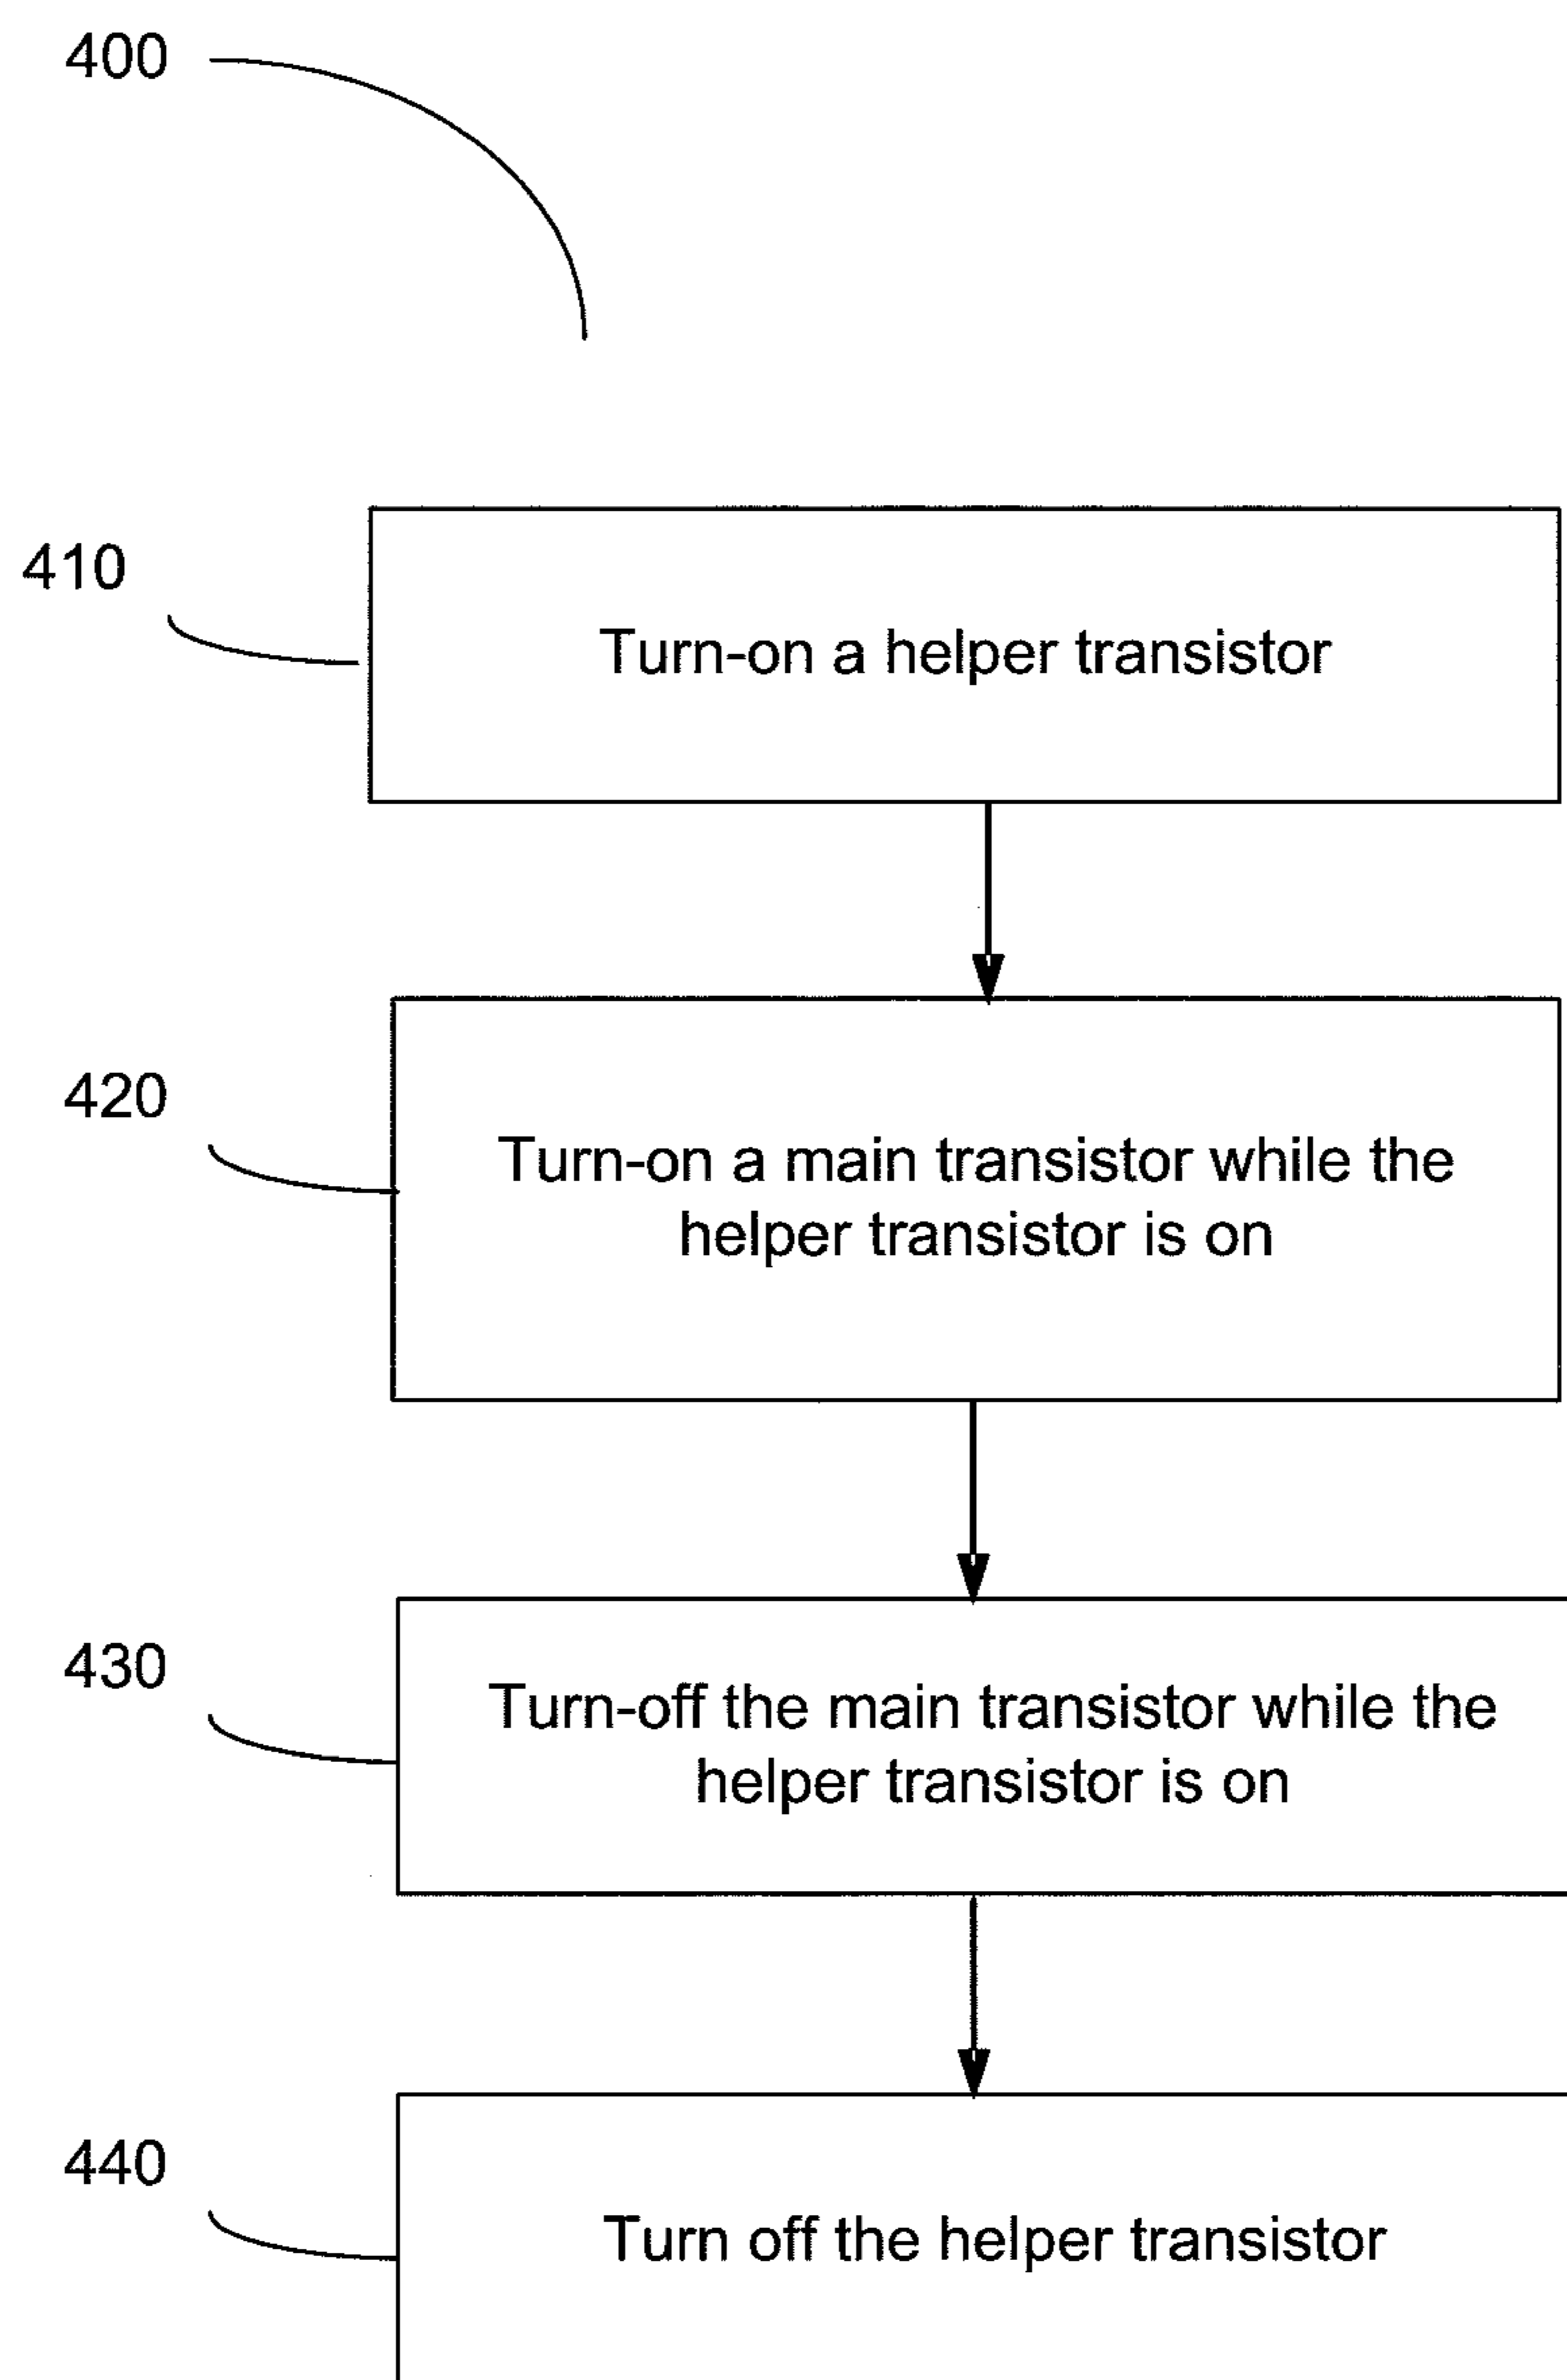 400
410
Turn-on a helper transistor
420
Turn-on a main transistor while the
helper transistor is on
430
Turn-off the main transistor while the
helper transistor is on
440
Turn off the helper transistor